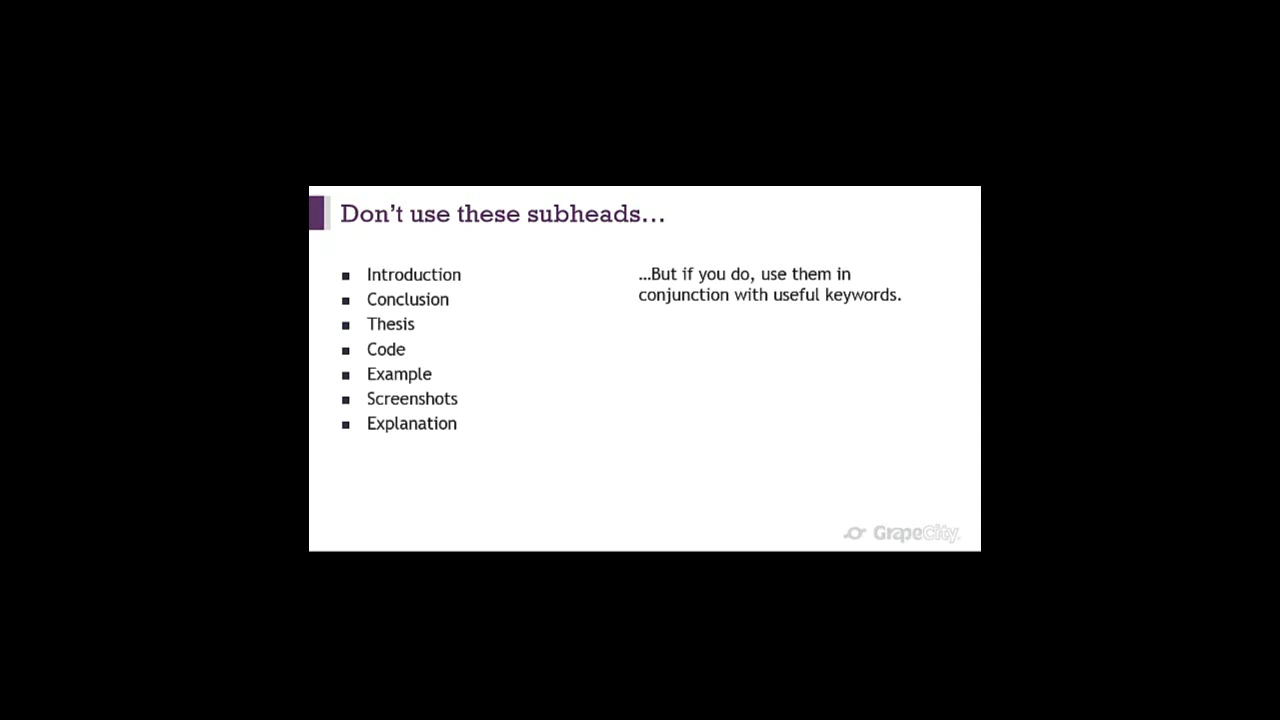 Don't use these subheads...
Introduction
Conclusion
Thesis
Code
Example
Screenshots
Explanation
...But if you do, use them in
conjunction with useful keywords.
GrapeCity